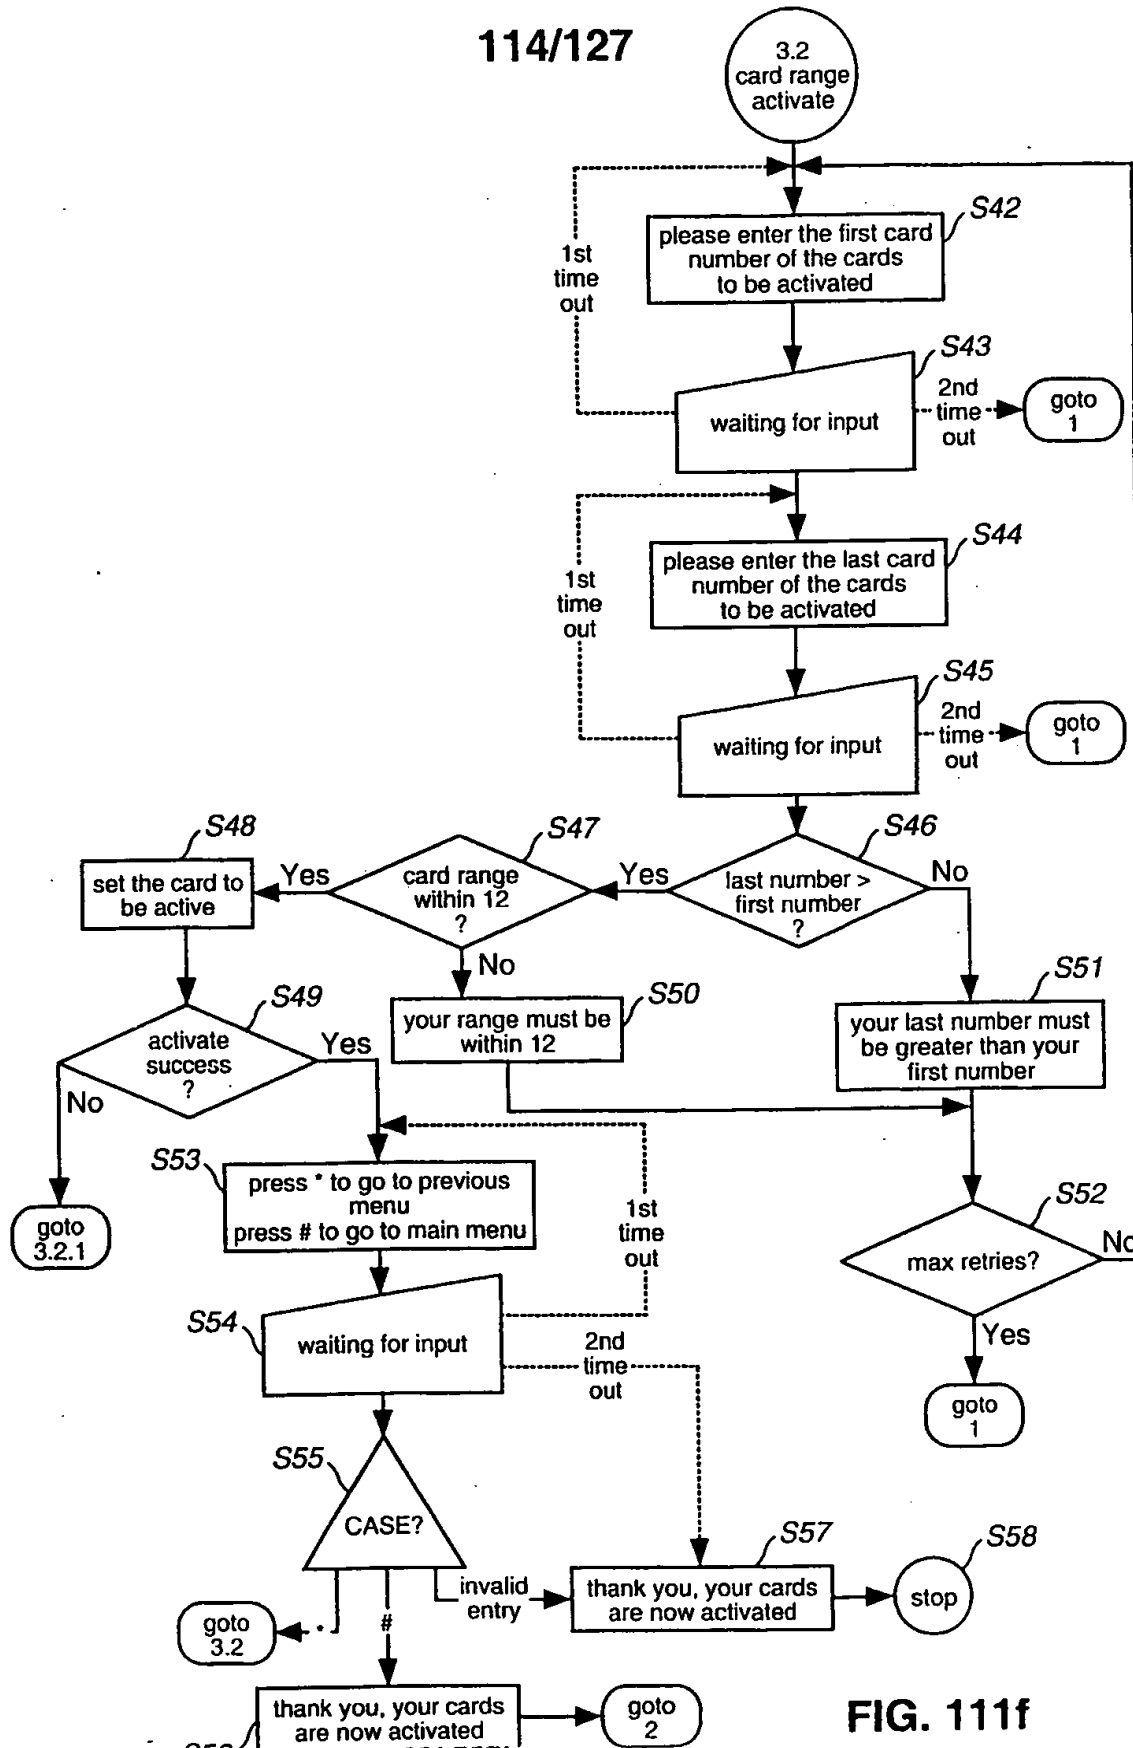 114/127
3.2
card range
activate
S42
please enter the first card
number of the cards
to be activated
1st
time
out
S43
waiting for input
2nd
time
out
goto
1
S44
please enter the last card
number of the cards
to be activated
1st
time
out
S45
waiting for input
2nd
time
out
goto
1
S48
set the card to
be active
Yes
S47
card range
within 12
?
Yes
S46
last number >
first number
?
No
No
S49
activate
success
?
Yes
No
S50
your range must be
within 12
S51
your last number must
be greater than your
first number
S53
press * to go to previous
menu
press # to go to main menu
1st
time
out
S52
max retries?
No
Yes
goto
1
goto
3.2.1
S54
waiting for input
2nd
time
out
S55
CASE?
invalid
entry
S57
thank you, your cards
are now activated
S58
stop
goto
3.2
*
#
thank you, your cards
are now activated
goto
2
FIG. 111f